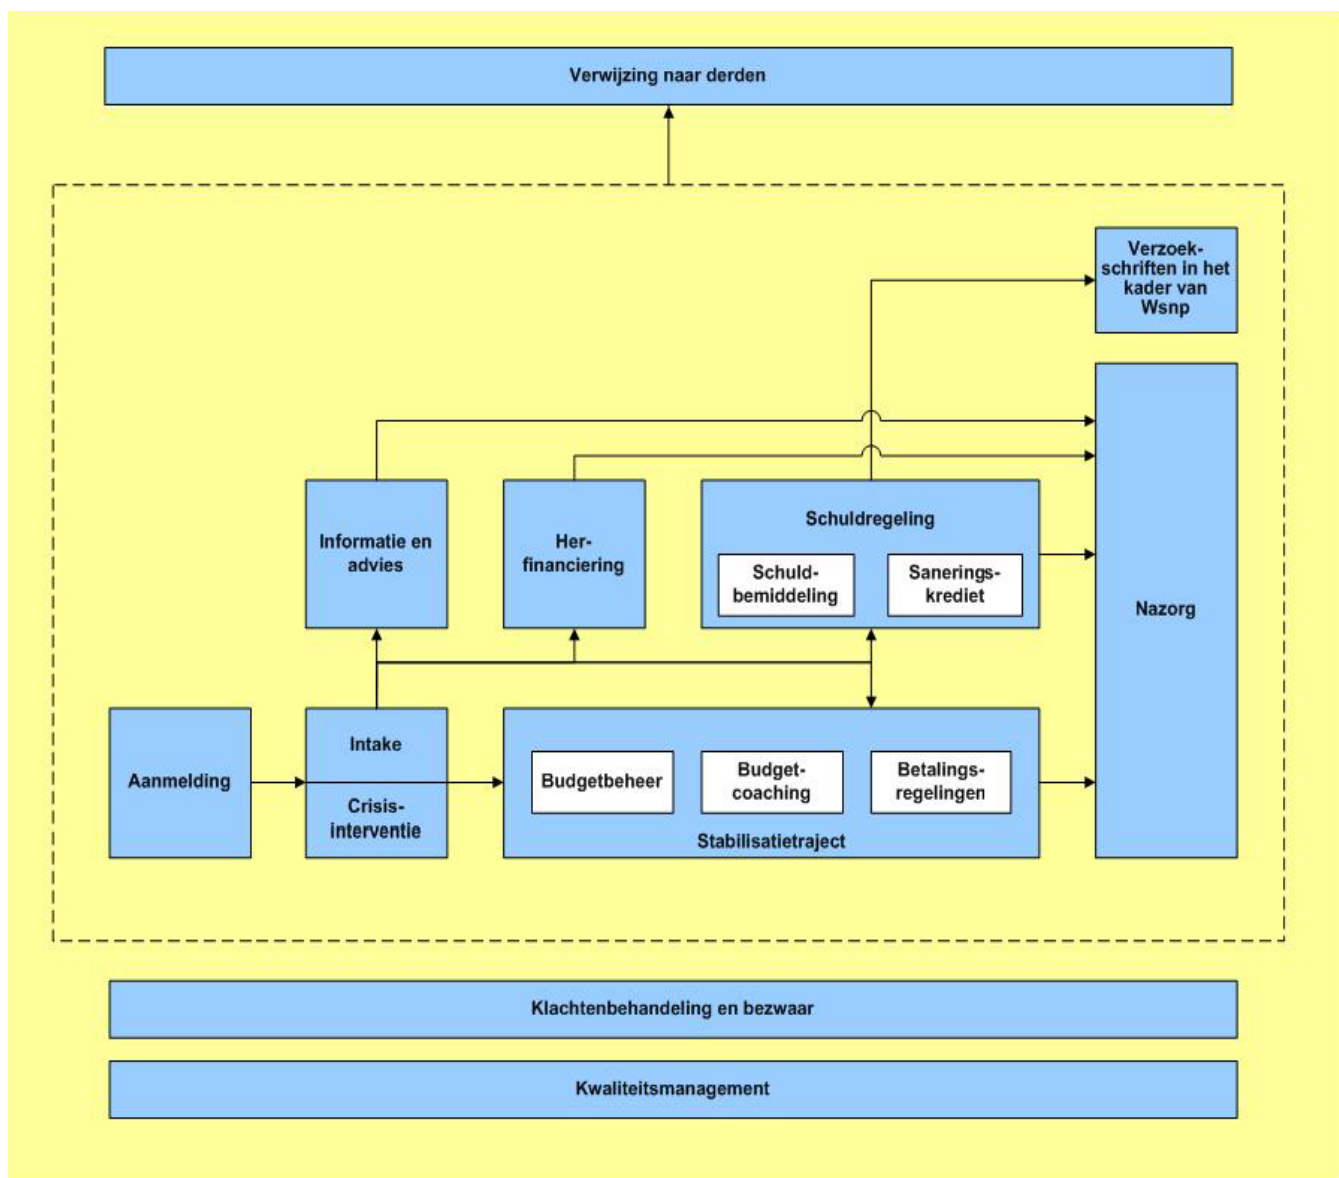 Verwijzing naar derden
Verzoek-
schriften in het
kader van
Wsnp
Informatie en
advies
Her-
financiering
Schuldregeling
Schuld-
bemiddeling
Sanerings-
krediet
Nazorg
Aanmelding
Intake
Crisis-
interventie
Budgetbeheer
Budget-
coaching
Betalings-
regelingen
Stabilisatietraject
Klachtenbehandeling en bezwaar
Kwaliteitsmanagement